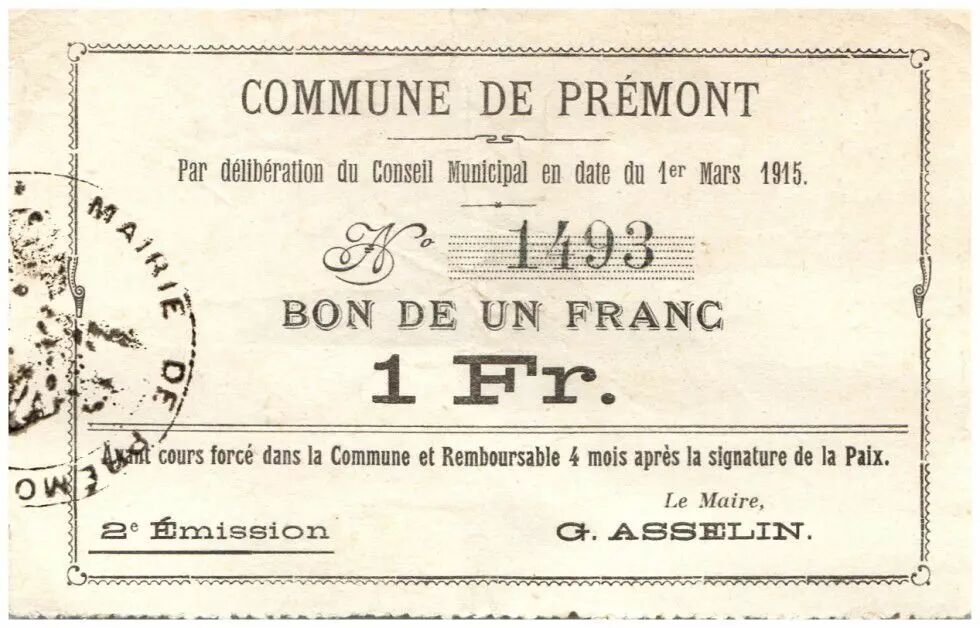 COMMUNE DE PRÉMONT
Par délibération du Conseil Municipal en date du 1er Mars 1915.
Nº 1493
BON DE UN FRANC
1 Fr.
Ayant cours forcé dans la Commune et Remboursable 4 mois après la signature de la Paix.
Le Maire,
2e Émission
G. ASSELIN.
MAIRIE DE PRÉMO